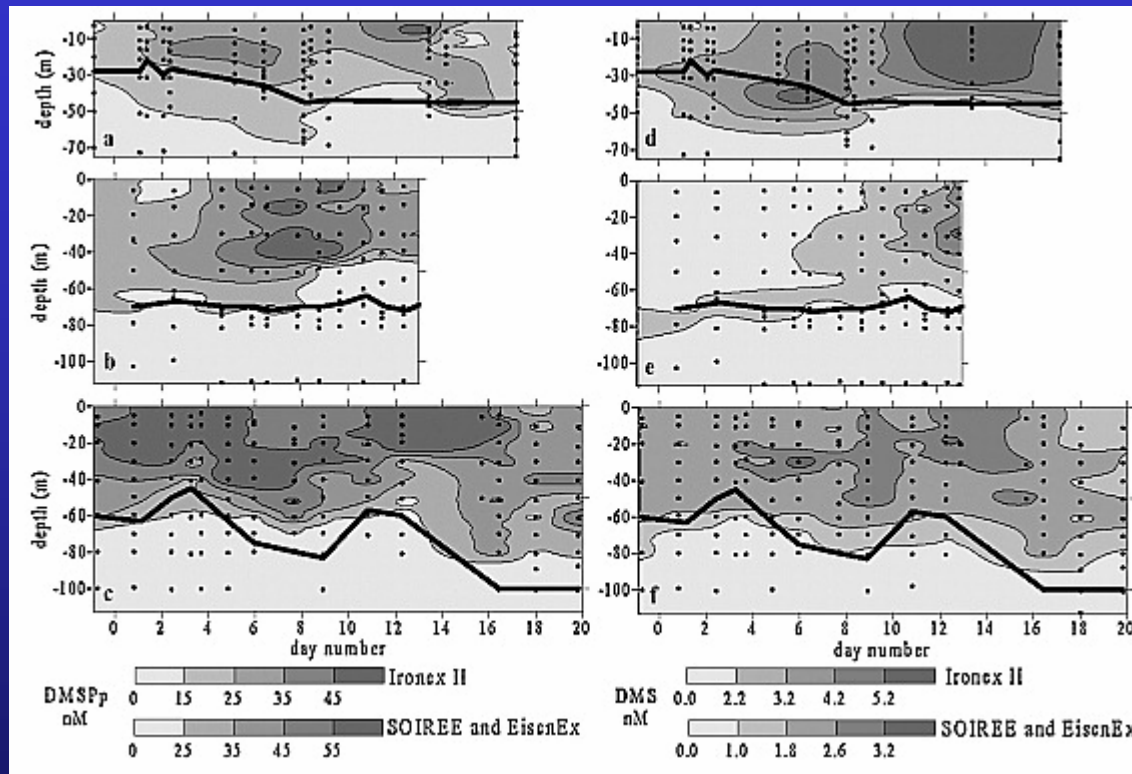 -10
-30
-50
-70
depth (m)
a
-10
-30
-50
-70
depth (m)
d
0
-20
-40
-60
-80
-100
depth (m)
b
0
-20
-40
-60
-80
-100
depth (m)
e
0
-20
-40
-60
-80
-100
depth (m)
c
0 2 4 6 8 10 12 14 16 18 20
day number
0
-20
-40
-60
-80
-100
depth (m)
f
0 2 4 6 8 10 12 14 16 18 20
day number
DMSPp
nM
Ironex II
0 15 25 35 45
SOIREE and EisenEx
0 25 35 45 55
DMS
nM
Ironex II
0.0 2.2 3.2 4.2 5.2
SOIREE and EisenEx
0.0 1.0 1.8 2.6 3.2